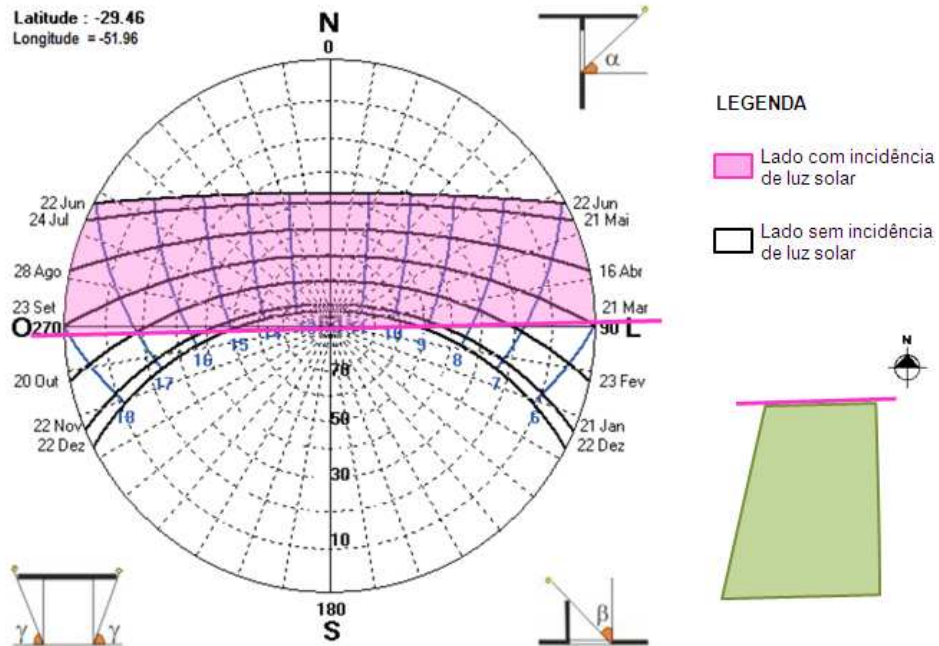 Latitude : -29.46
Longitude = -51.96
N
0
α
LEGENDA
Lado com incidência
de luz solar
Lado sem incidência
de luz solar
22 Jun
22 Jun
24 Jul
21 Mai
28 Ago
16 Abr
23 Set
21 Mar
O 270
90 L
14
10
15
9
16
8
17
7
18
6
20 Out
23 Fev
22 Nov
21 Jan
22 Dez
22 Dez
70
50
30
10
180
S
γ
γ
β
N